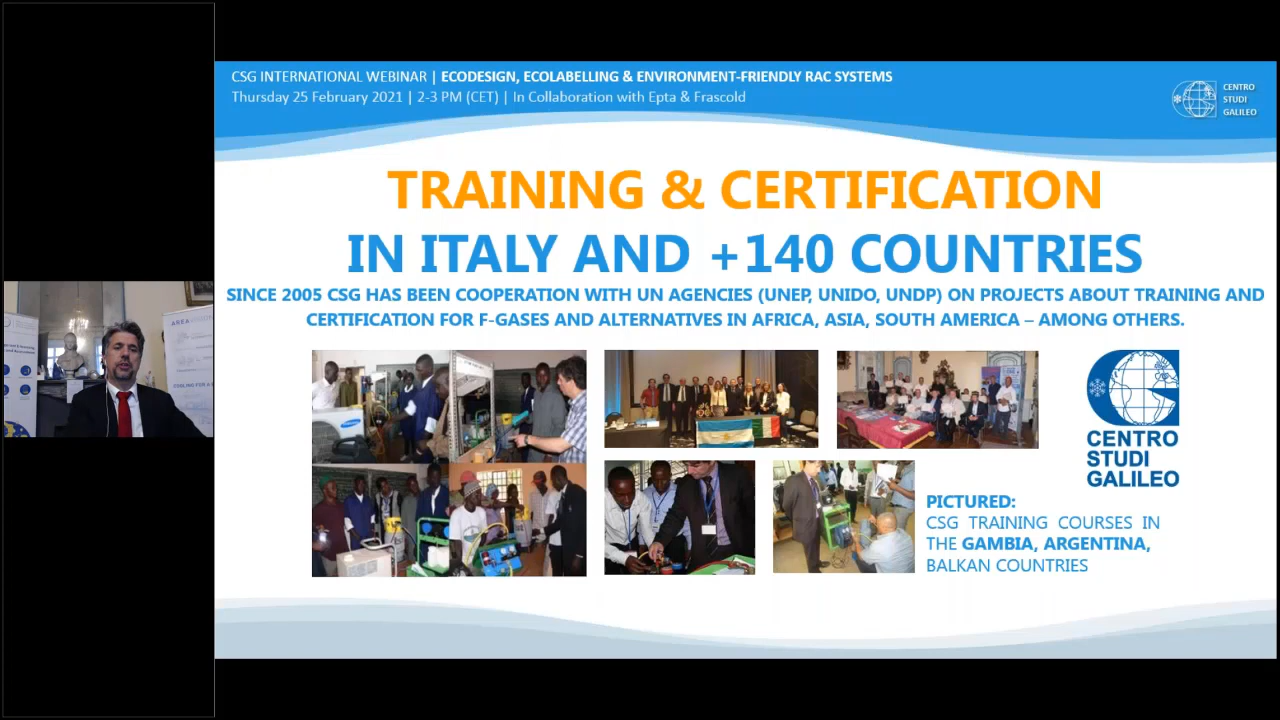 CSG INTERNATIONAL WEBINAR | ECODESIGN, ECOLABELLING & ENVIRONMENT-FRIENDLY RAC SYSTEMS
Thursday 25 February 2021 | 2-3 PM (CET) | In Collaboration with Epta & Frascold
CENTRO
STUDI
GALILEO
TRAINING & CERTIFICATION
IN ITALY AND +140 COUNTRIES
SINCE 2005 CSG HAS BEEN COOPERATION WITH UN AGENCIES (UNEP, UNIDO, UNDP) ON PROJECTS ABOUT TRAINING AND
CERTIFICATION FOR F-GASES AND ALTERNATIVES IN AFRICA, ASIA, SOUTH AMERICA – AMONG OTHERS.
CENTRO
STUDI
GALILEO
PICTURED:
CSG TRAINING COURSES IN
THE GAMBIA, ARGENTINA,
BALKAN COUNTRIES